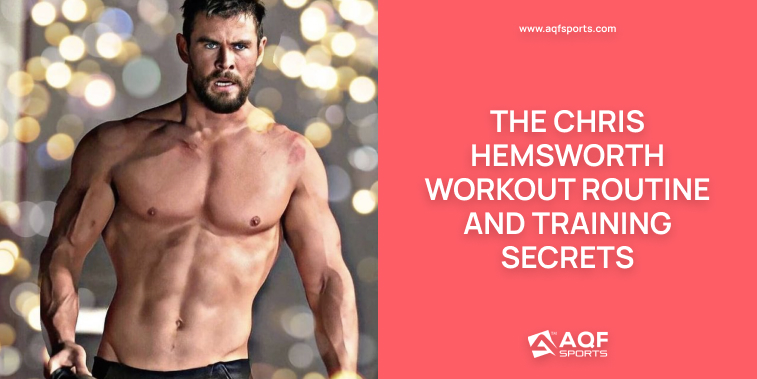 www.aqfsports.com
THE CHRIS
HEMSWORTH
WORKOUT ROUTINE
AND TRAINING
SECRETS
AQF
SPORTS